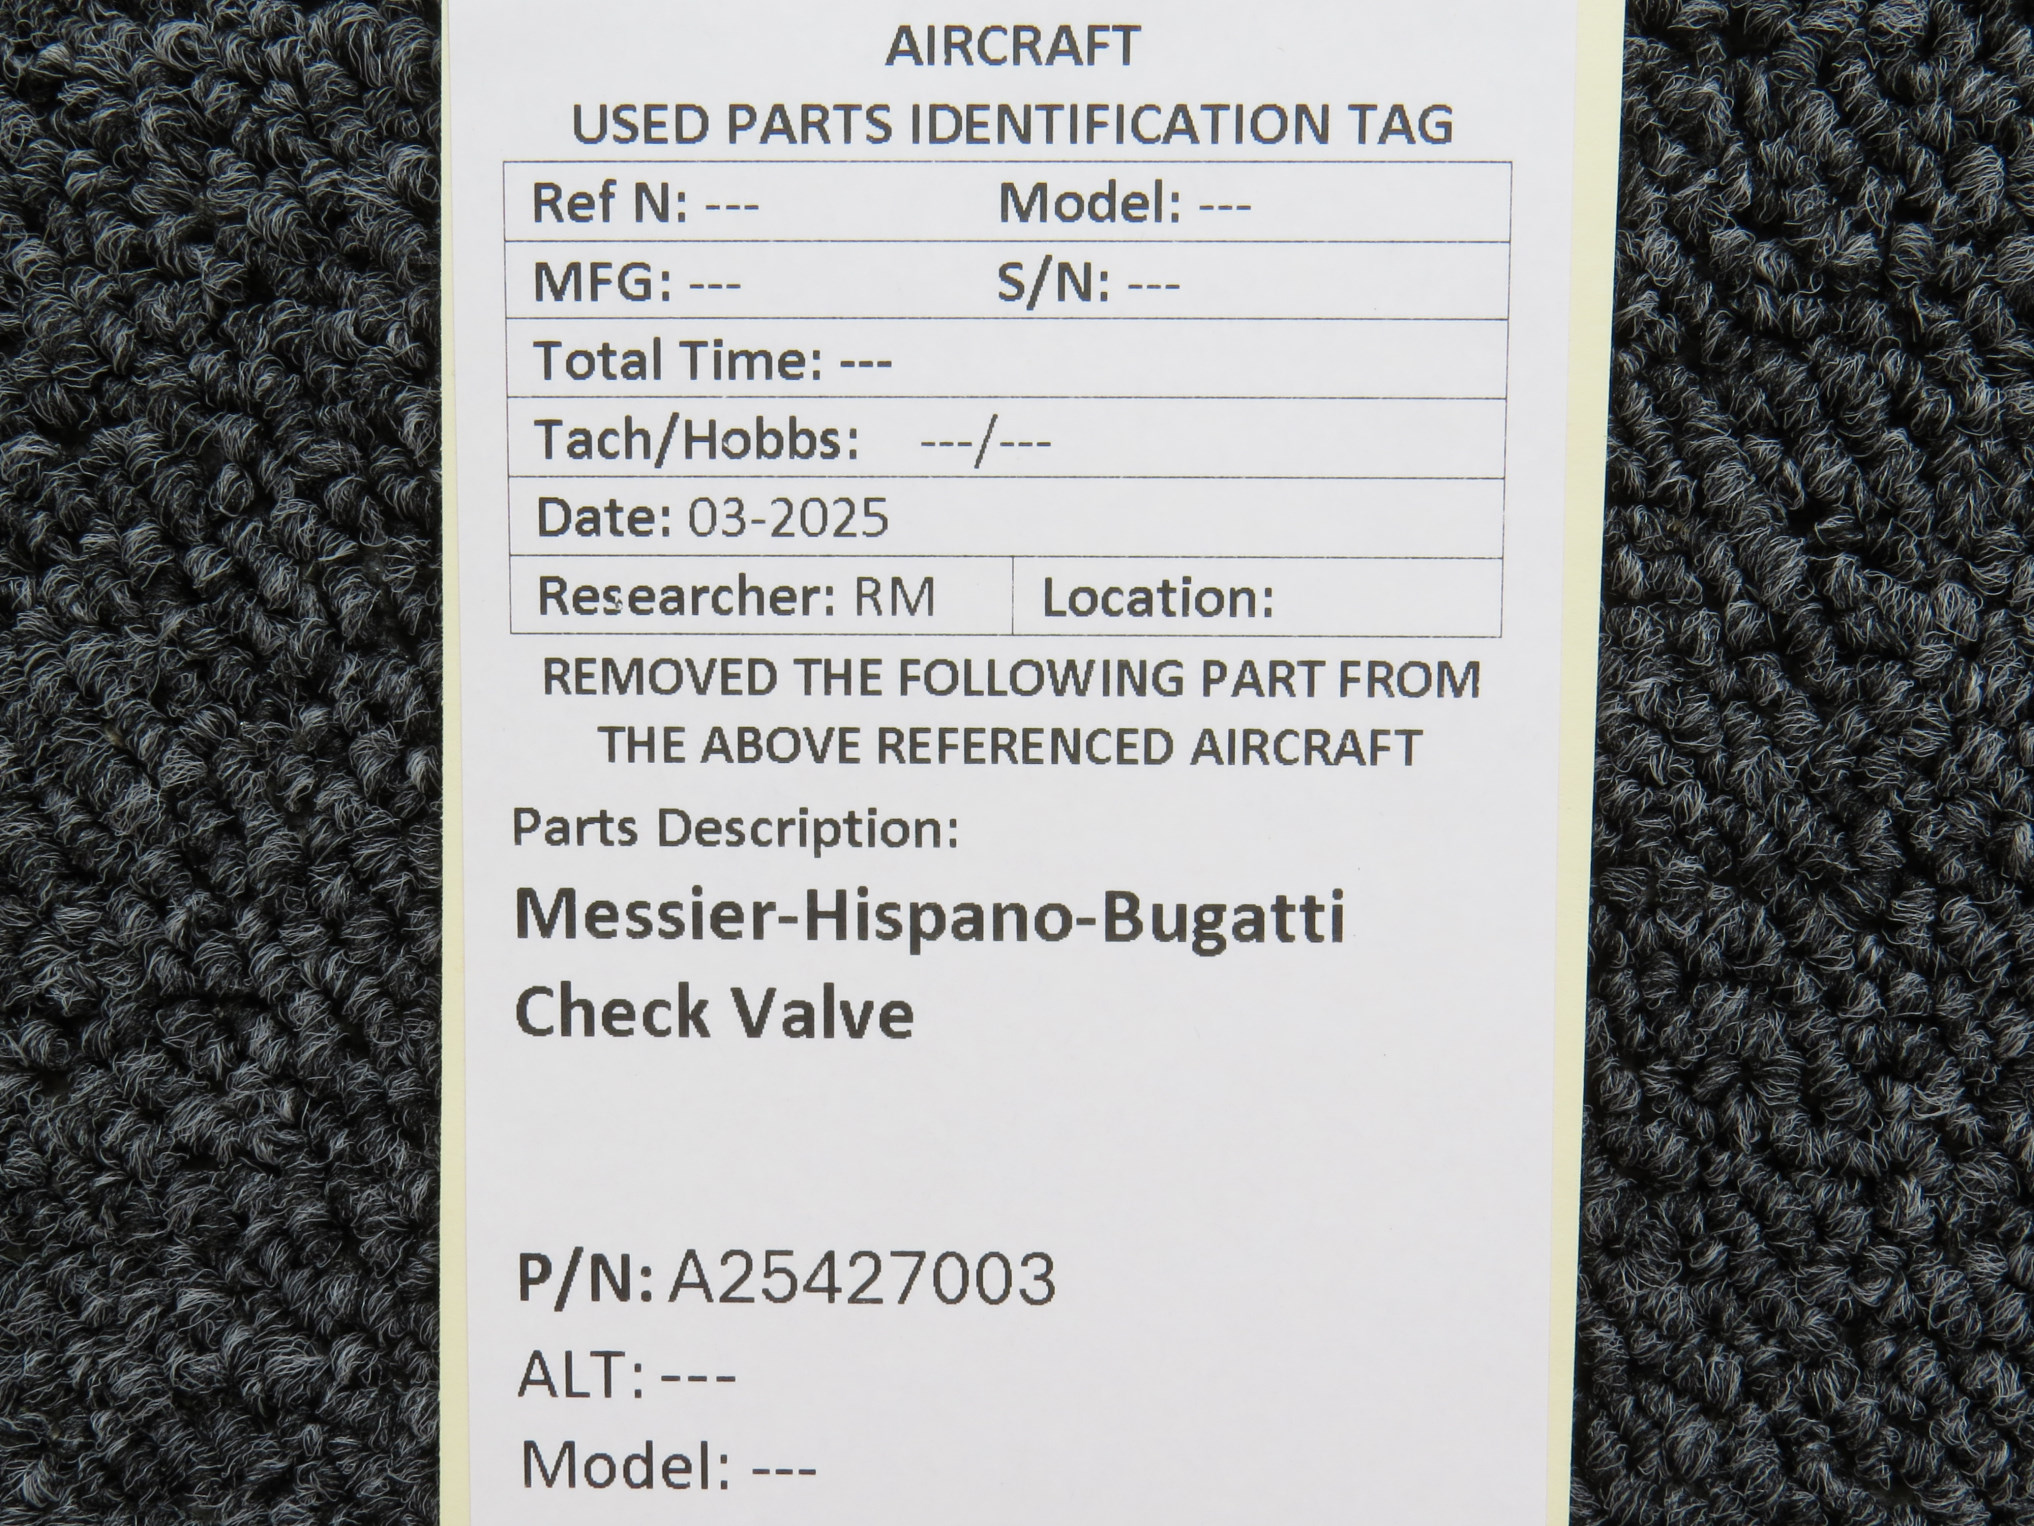 AIRCRAFT
USED PARTS IDENTIFICATION TAG
Ref N: --- Model: ---
MFG: --- S/N: ---
Total Time: ---
Tach/Hobbs: ---/---
Date: 03-2025
Researcher: RM Location:
REMOVED THE FOLLOWING PART FROM
THE ABOVE REFERENCED AIRCRAFT
Parts Description:
Messier-Hispano-Bugatti
Check Valve
P/N: A25427003
ALT: ---
Model: ---